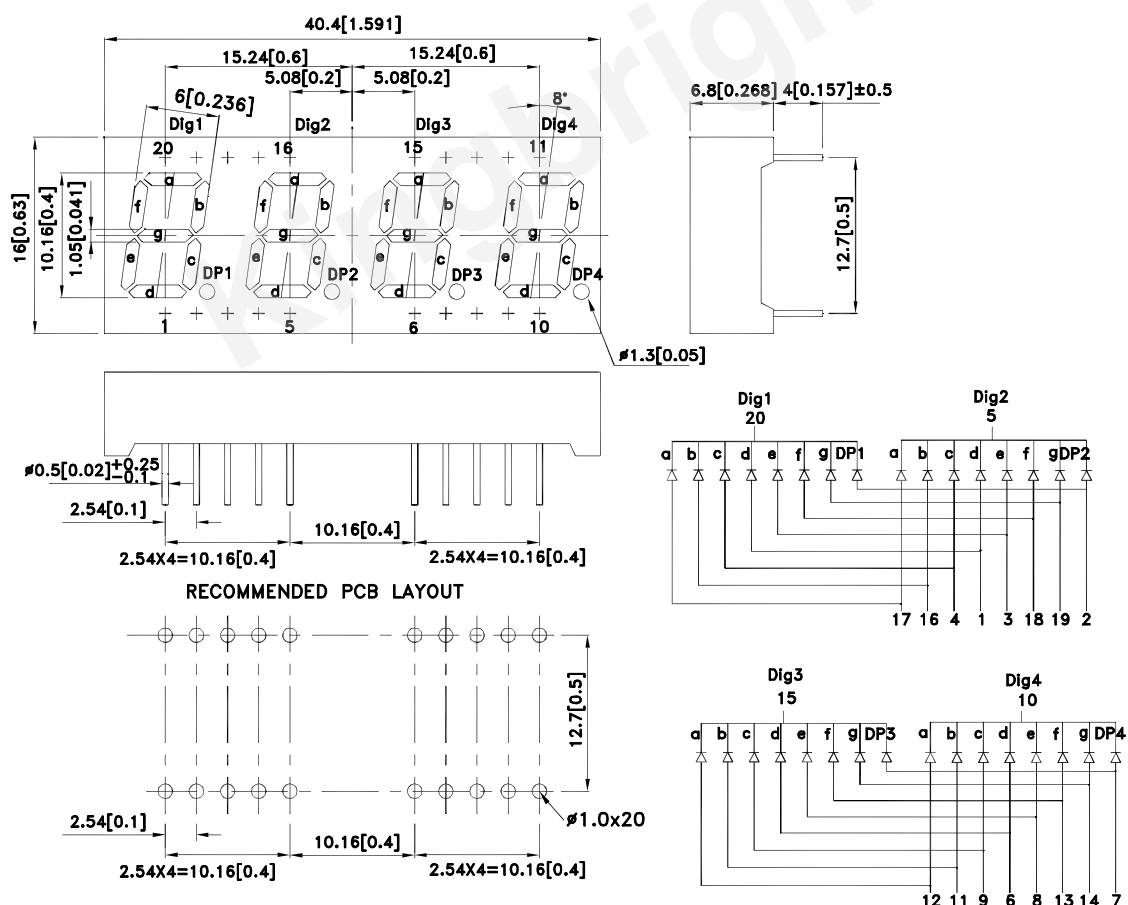 40.4[1.591]
15.24[0.6] 15.24[0.6]
5.08[0.2] 5.08[0.2]
6[0.236] 8°
Dig1 Dig2 Dig3 Dig4
20 16 15 11
16[0.63]
10.16[0.4]
1.05[0.041]
a a a a
f b f b f b f b
g g g g
e c e c e c e c
d d d d
DP1 DP2 DP3 DP4
1 5 6 10
ø1.3[0.05]
6.8[0.268] 4[0.157]±0.5
12.7[0.5]
Kingbright
ø0.5[0.02]+0.25 −0.1
2.54[0.1]
10.16[0.4]
2.54X4=10.16[0.4] 2.54X4=10.16[0.4]
RECOMMENDED PCB LAYOUT
12.7[0.5]
2.54[0.1]
ø1.0x20
10.16[0.4]
2.54X4=10.16[0.4] 2.54X4=10.16[0.4]
Dig1 Dig2
20 5
a b c d e f g DP1 a b c d e f g DP2
17 16 4 1 3 18 19 2
Dig3 Dig4
15 10
a b c d e f g DP3 a b c d e f g DP4
12 11 9 6 8 13 14 7